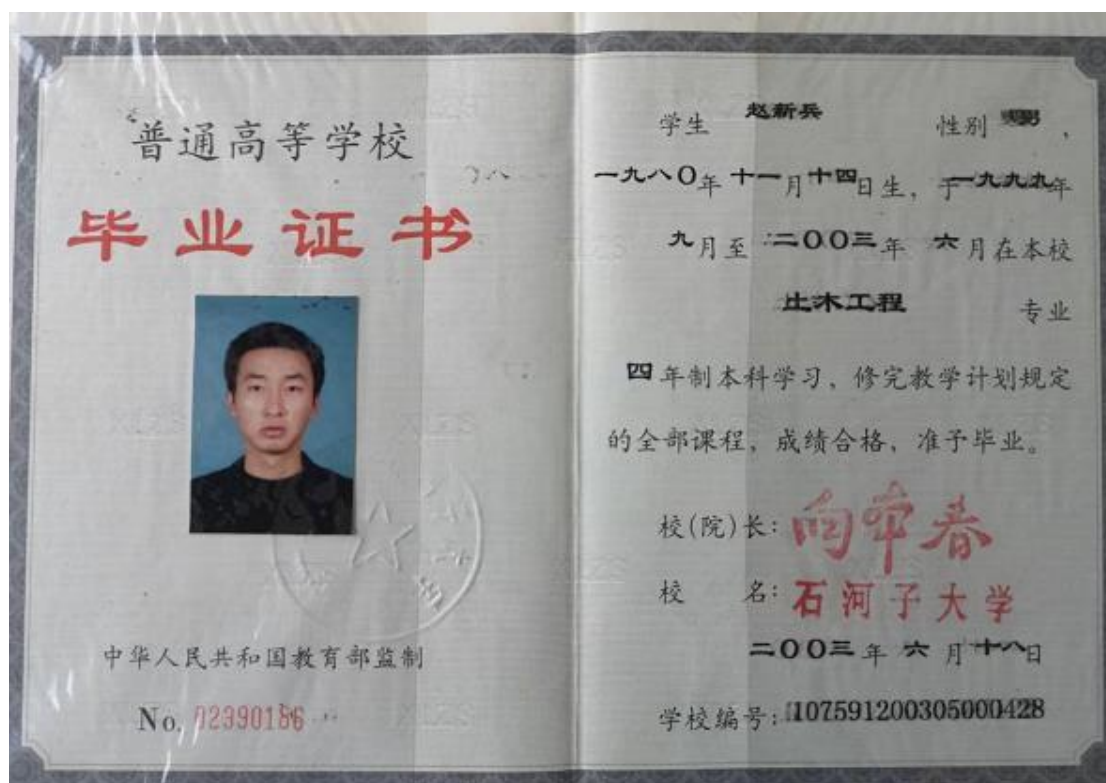 普通高等学校
毕业证书
中华人民共和国教育部监制
No. 02390186
学生 赵新兵 性别 男，
一九八〇年十一月十四日生，于一九九九年
九月至二〇〇三年 六月在本校
土木工程 专业
四年制本科学习，修完教学计划规定
的全部课程，成绩合格，准予毕业。
校(院)长：向本春
校 名：石河子大学
二〇〇三年 六月十八日
学校编号：107591200305000428